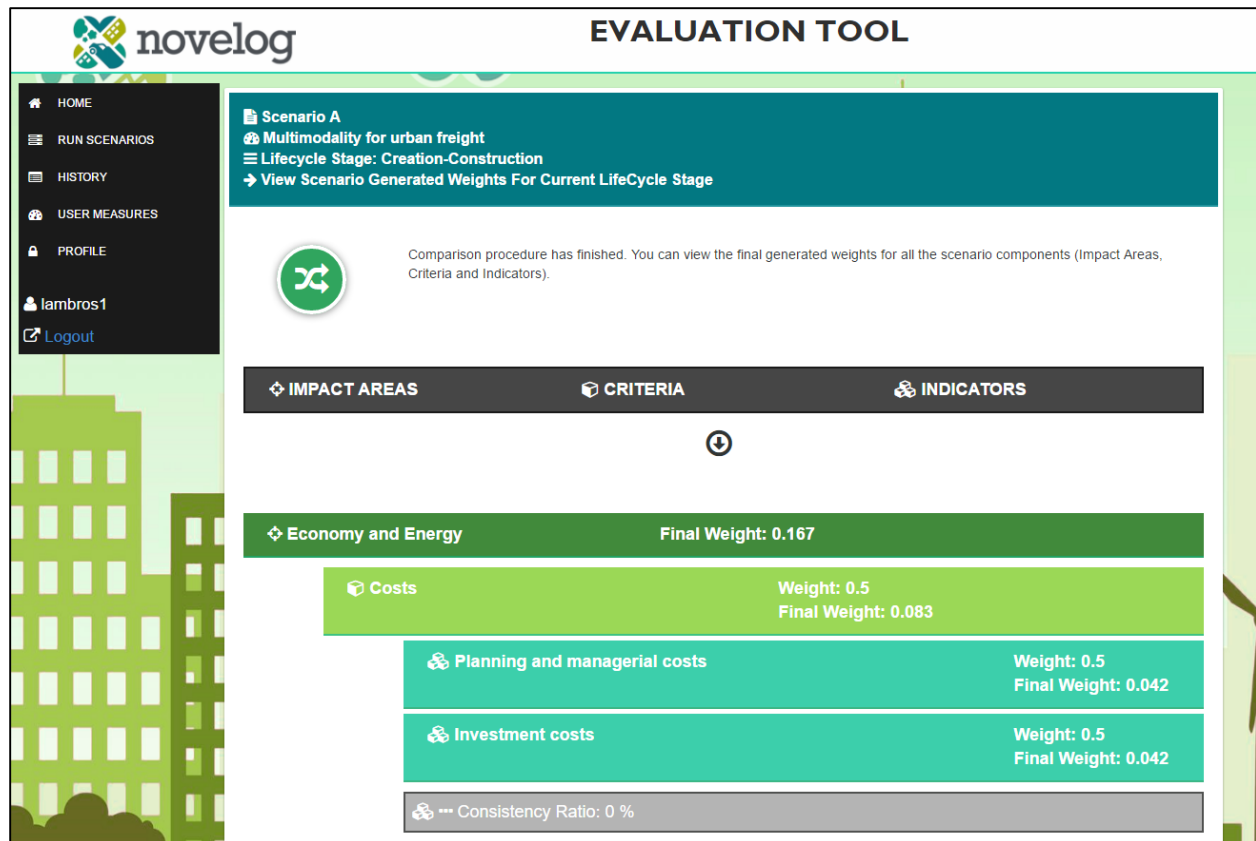 novelog
EVALUATION TOOL
HOME
RUN SCENARIOS
HISTORY
USER MEASURES
PROFILE
lambros1
Logout
Scenario A
Multimodality for urban freight
Lifecycle Stage: Creation-Construction
View Scenario Generated Weights For Current LifeCycle Stage
Comparison procedure has finished. You can view the final generated weights for all the scenario components (Impact Areas,
Criteria and Indicators).
IMPACT AREAS CRITERIA INDICATORS
Economy and Energy Final Weight: 0.167
Costs Weight: 0.5
Final Weight: 0.083
Planning and managerial costs Weight: 0.5
Final Weight: 0.042
Investment costs Weight: 0.5
Final Weight: 0.042
Consistency Ratio: 0 %